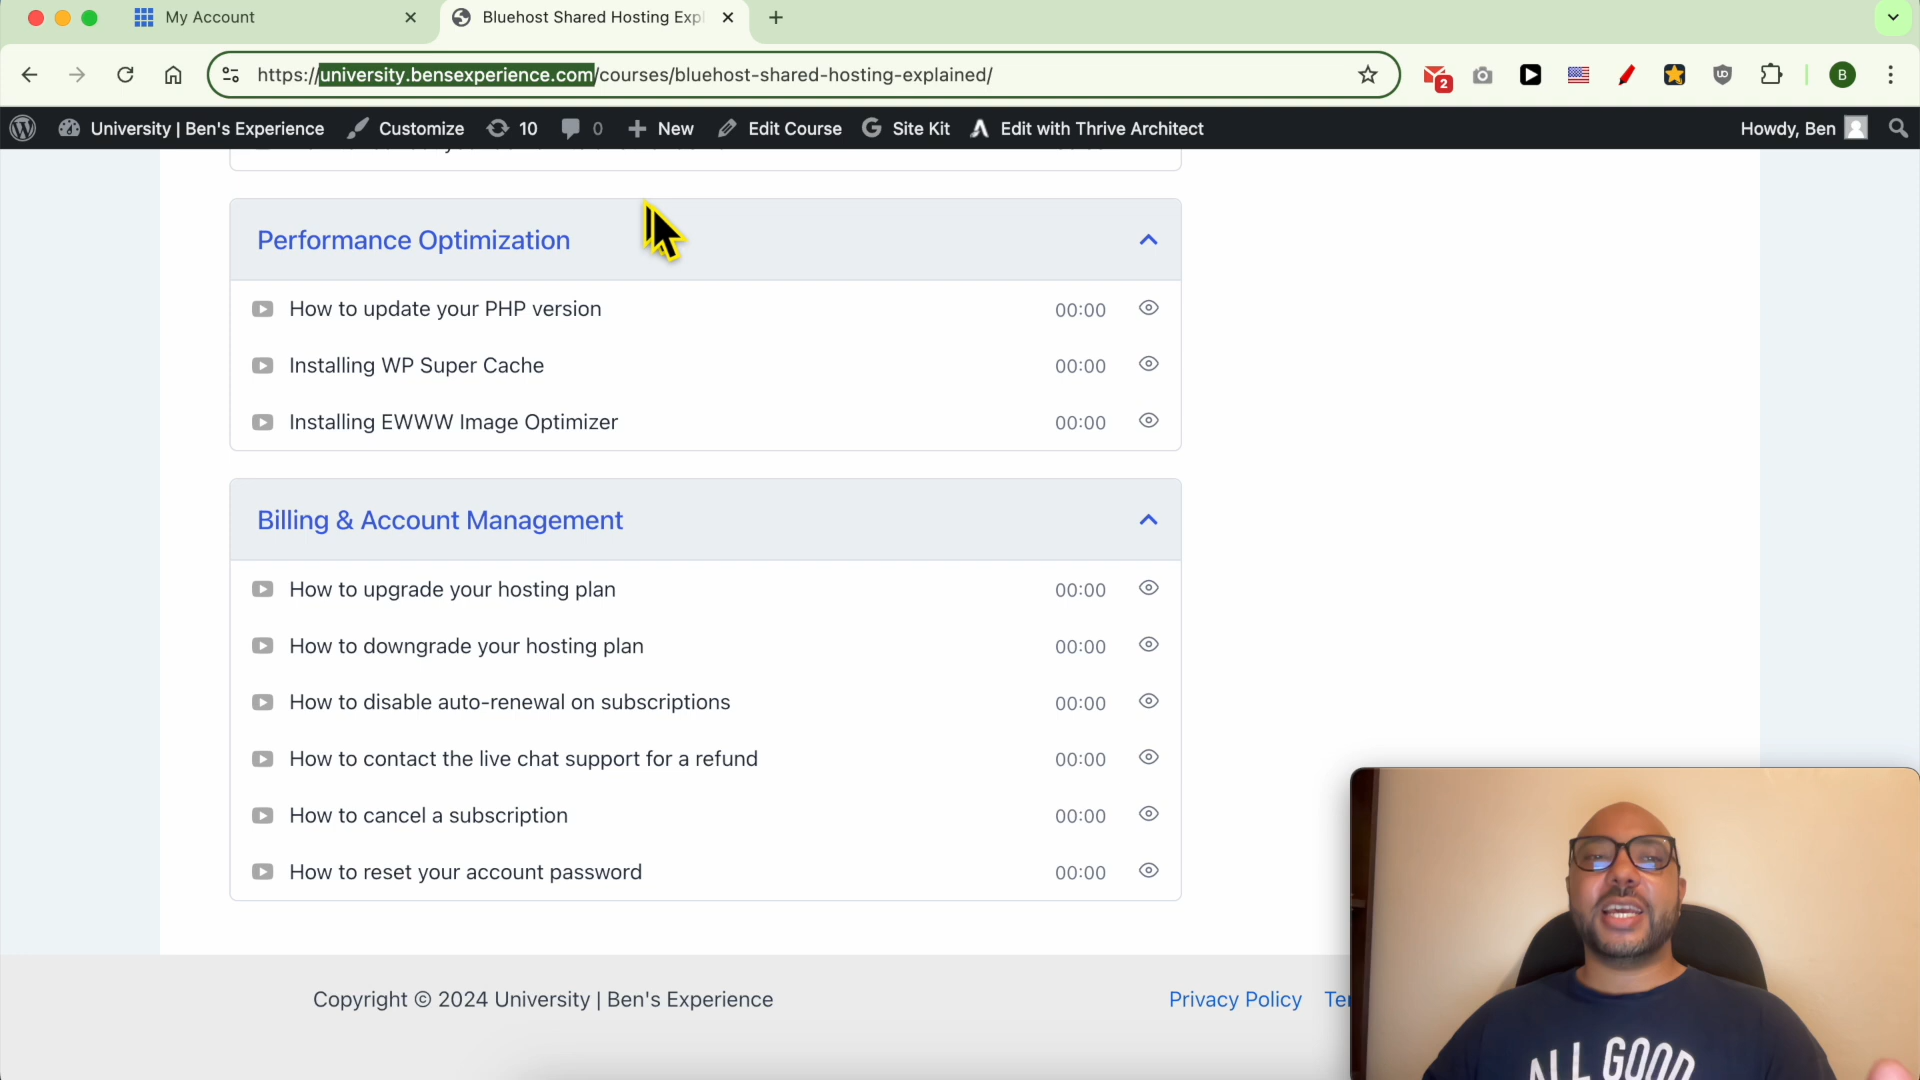 My Account
Bluehost Shared Hosting Exp
https://university.bensexperience.com/courses/bluehost-shared-hosting-explained/
2
B
University | Ben's Experience
Customize
10
0
New
Edit Course
Site Kit
Edit with Thrive Architect
Howdy, Ben
Performance Optimization
How to update your PHP version 00:00
Installing WP Super Cache 00:00
Installing EWWW Image Optimizer 00:00
Billing & Account Management
How to upgrade your hosting plan 00:00
How to downgrade your hosting plan 00:00
How to disable auto-renewal on subscriptions 00:00
How to contact the live chat support for a refund 00:00
How to cancel a subscription 00:00
How to reset your account password 00:00
Copyright © 2024 University | Ben's Experience
Privacy Policy
ALL GOOD